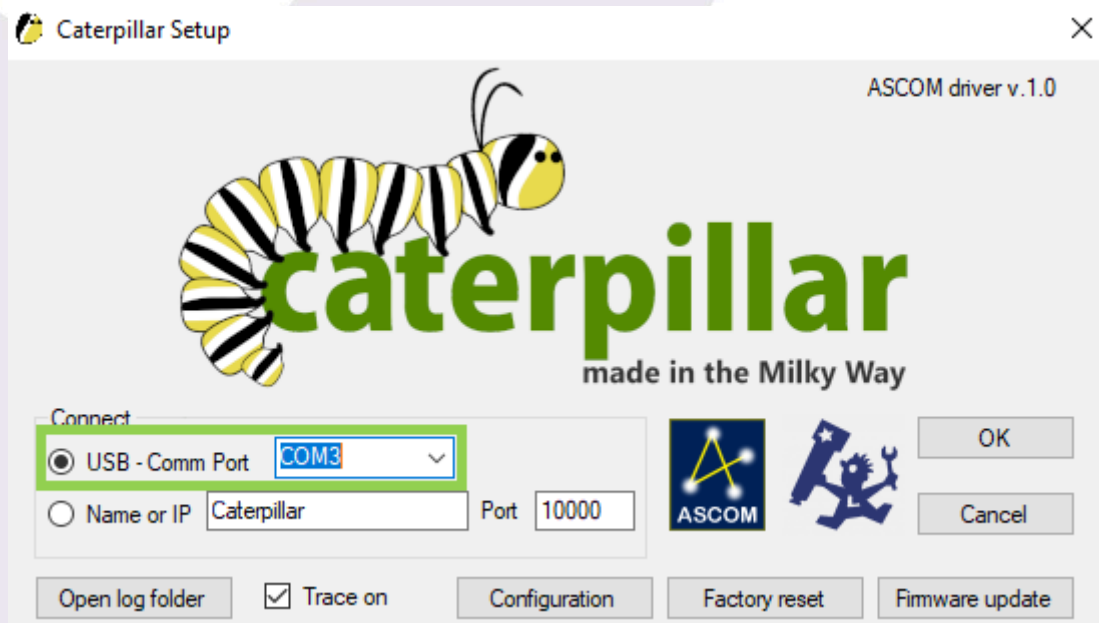 Caterpillar Setup
ASCOM driver v.1.0
caterpillar
made in the Milky Way
Connect
USB - Comm Port COM3
OK
Name or IP Caterpillar Port 10000
ASCOM
Cancel
Open log folder Trace on Configuration Factory reset Firmware update